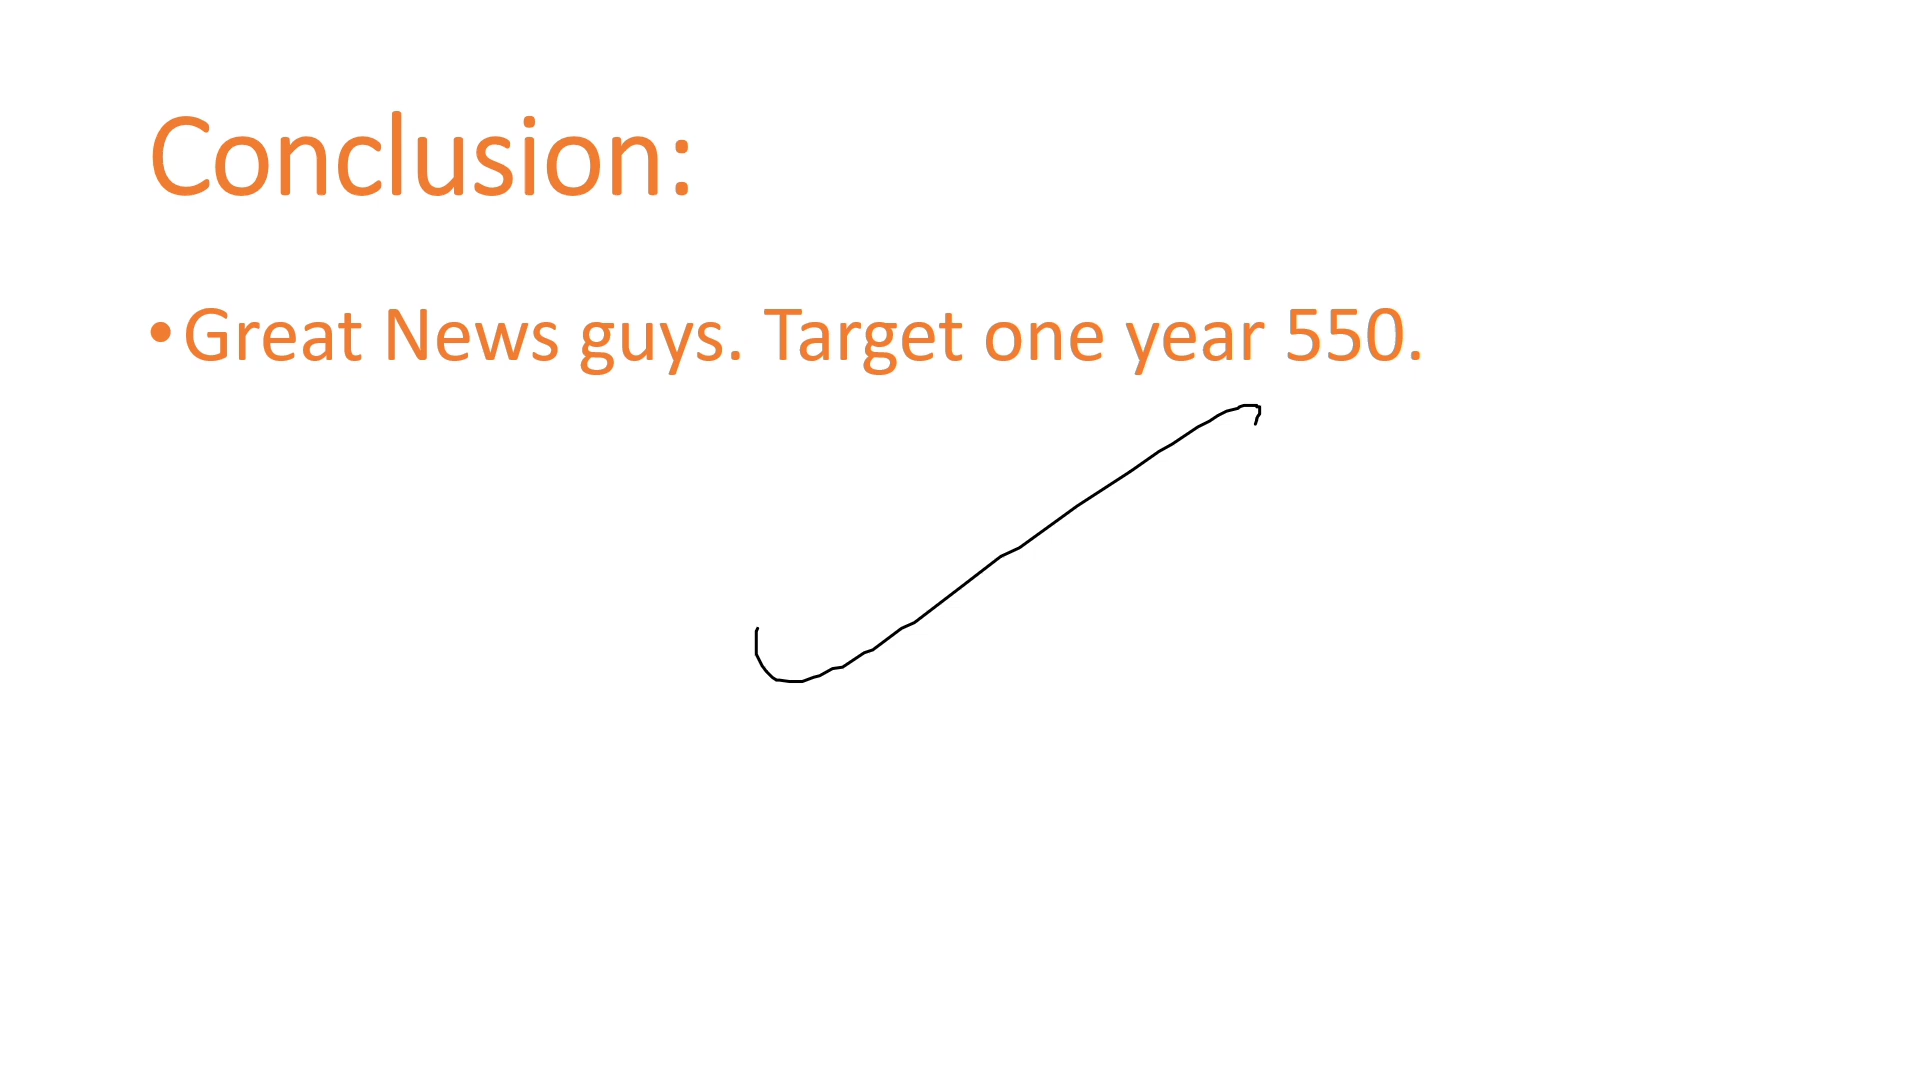 Conclusion:
•Great News guys. Target one year 550.